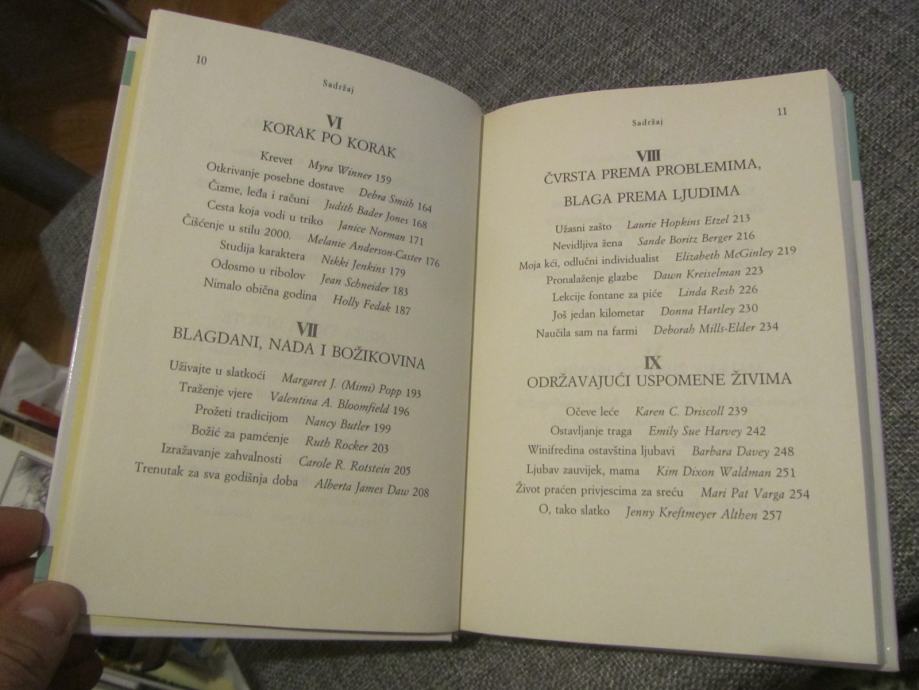 10
Sadržaj
VI
KORAK PO KORAK
Krevet Myra Winner 159
Otkrivanje posebne dostave Debra Smith 164
Čizme, leđa i računi Judith Bader Jones 168
Cesta koja vodi u triko Janice Norman 171
Čišćenje u stilu 2000. Melanie Anderson-Caster 176
Studija karaktera Nikki Jenkins 179
Odosmo u ribolov Jean Schneider 183
Nimalo obična godina Holly Fedak 187
VII
BLAGDANI, NADA I BOŽIKOVINA
Uživajte u slatkoći Margaret J. (Mimi) Popp 193
Traženje vjere Valentina A. Bloomfield 196
Prožeti tradicijom Nancy Butler 199
Božić za pamćenje Ruth Rocker 203
Izražavanje zahvalnosti Carole R. Rotstein 205
Trenutak za sva godišnja doba Alberta James Daw 208
11
Sadržaj
VIII
ČVRSTA PREMA PROBLEMIMA,
BLAGA PREMA LJUDIMA
Užasni zašto Laurie Hopkins Etzel 213
Nevidljiva žena Sande Boritz Berger 216
Moja kći, odlučni individualist Elizabeth McGinley 219
Pronalaženje glazbe Dawn Kreiselman 223
Lekcije fontane za piće Linda Resh 226
Još jedan kilometar Donna Hartley 230
Naučila sam na farmi Deborah Mills-Elder 234
IX
ODRŽAVAJUĆI USPOMENE ŽIVIMA
Očeve leće Karen C. Driscoll 239
Ostavljanje traga Emily Sue Harvey 242
Winifredina ostavština ljubavi Barbara Davey 248
Ljubav zauvijek, mama Kim Dixon Waldman 251
Život praćen privjescima za sreću Mari Pat Varga 254
O, tako slatko Jenny Kreftmeyer Althen 257